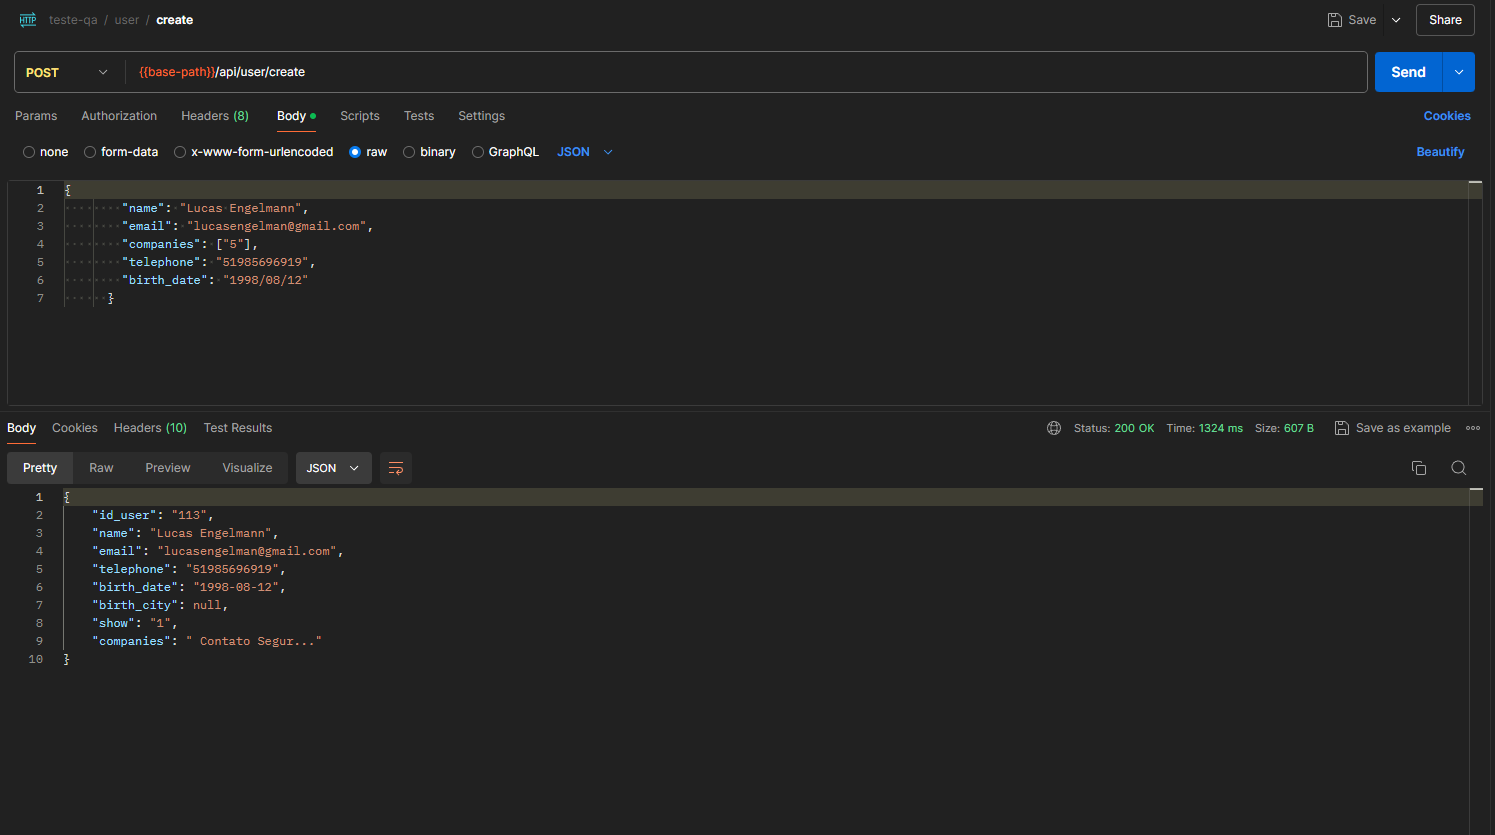 HTTP teste-qa / user / create Save Share
POST {{base-path}}/api/user/create Send
Params Authorization Headers (8) Body Scripts Tests Settings Cookies
none form-data x-www-form-urlencoded raw binary GraphQL JSON Beautify
1 {
2 "name": "Lucas Engelmann",
3 "email": "lucasengelman@gmail.com",
4 "companies": ["5"],
5 "telephone": "51985696919",
6 "birth_date": "1998/08/12"
7 }
Body Cookies Headers (10) Test Results Status: 200 OK Time: 1324 ms Size: 607 B Save as example
Pretty Raw Preview Visualize JSON
1 {
2 "id_user": "113",
3 "name": "Lucas Engelmann",
4 "email": "lucasengelman@gmail.com",
5 "telephone": "51985696919",
6 "birth_date": "1998-08-12",
7 "birth_city": null,
8 "show": "1",
9 "companies": " Contato Segur..."
10 }